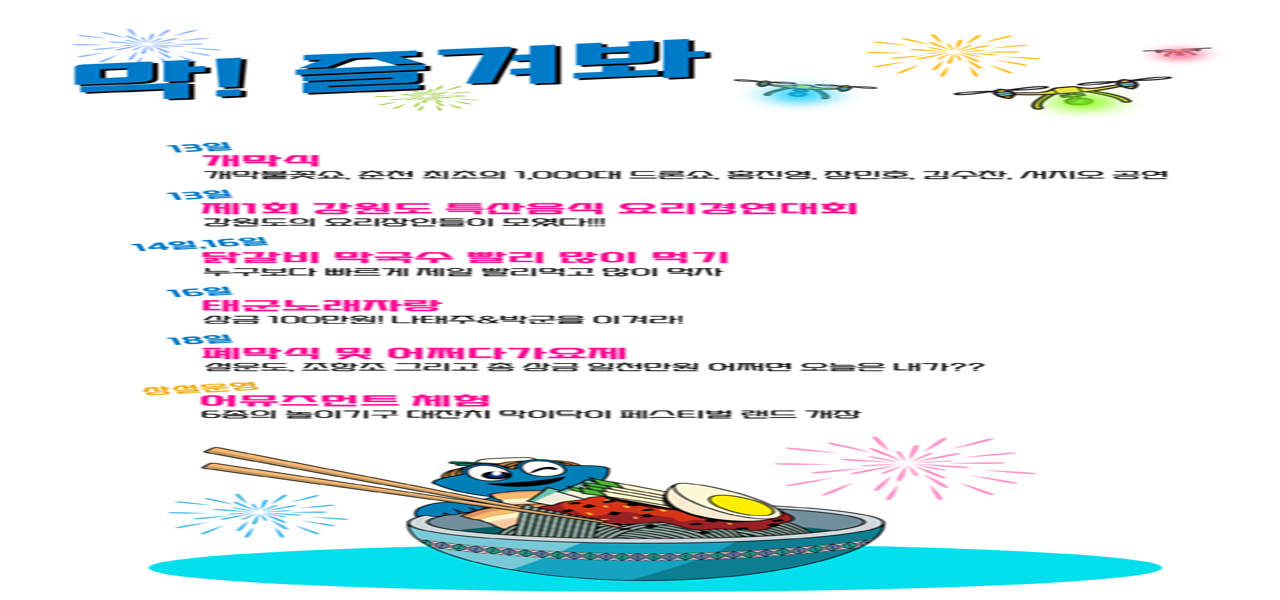 막! 즐겨봐
13일
개막식
개막불꽃쇼, 춘천 최초의 1,000대 드론쇼, 홍진영, 장민호, 김수찬, 서지오 공연
13일
제1회 강원도 특산음식 요리경연대회
강원도의 요리장인들이 모였다!!!
14일,15일
닭갈비 막국수 빨리 많이 먹기
누구보다 빠르게 제일 빨리먹고 많이 먹자
16일
태군노래자랑
상금 100만원! 나태주&박군을 이겨라!
18일
폐막식 및 어쩌다가요제
설운도, 조항조 그리고 총 상금 일천만원 어쩌면 오늘은 내가??
상설운영
어뮤즈먼트 체험
6종의 놀이기구 대잔치 막이닥이 페스티벌 랜드 개장